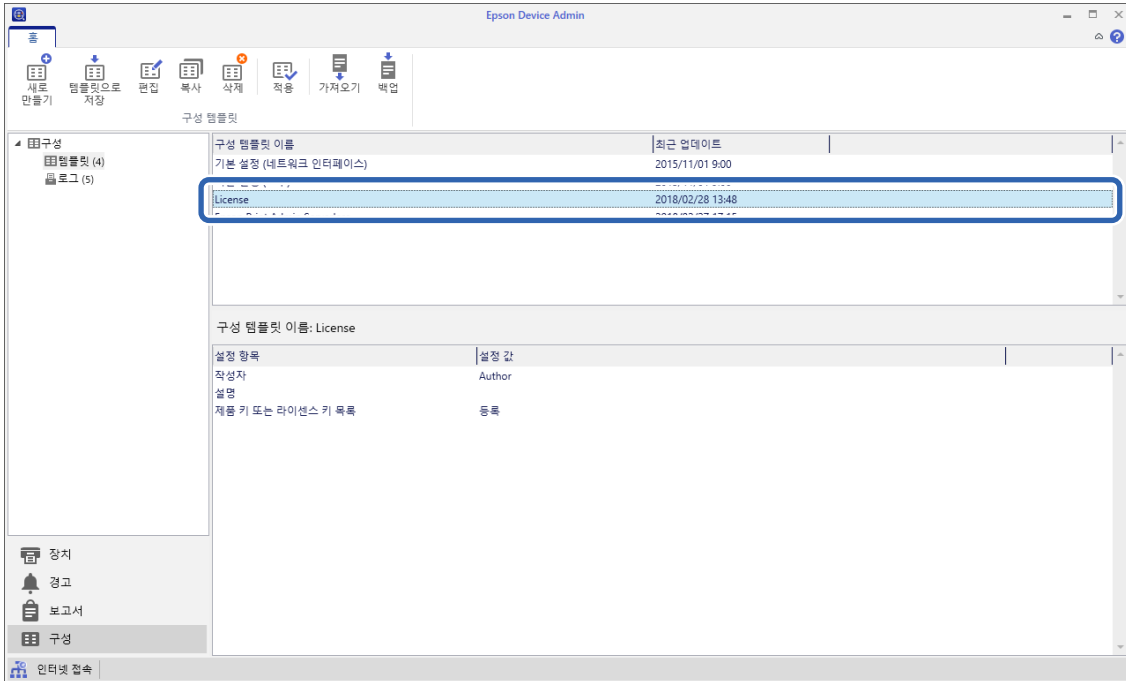 Epson Device Admin
홈
새로 만들기
템플릿으로 저장
편집
복사
삭제
적용
가져오기
백업
구성 템플릿
구성
템플릿 (4)
로그 (5)
구성 템플릿 이름 최근 업데이트
기본 설정 (네트워크 인터페이스) 2015/11/01 9:00
License 2018/02/28 13:48
구성 템플릿 이름: License
설정 항목 설정 값
작성자 Author
설명
제품 키 또는 라이센스 키 목록 등록
장치
경고
보고서
구성
인터넷 접속